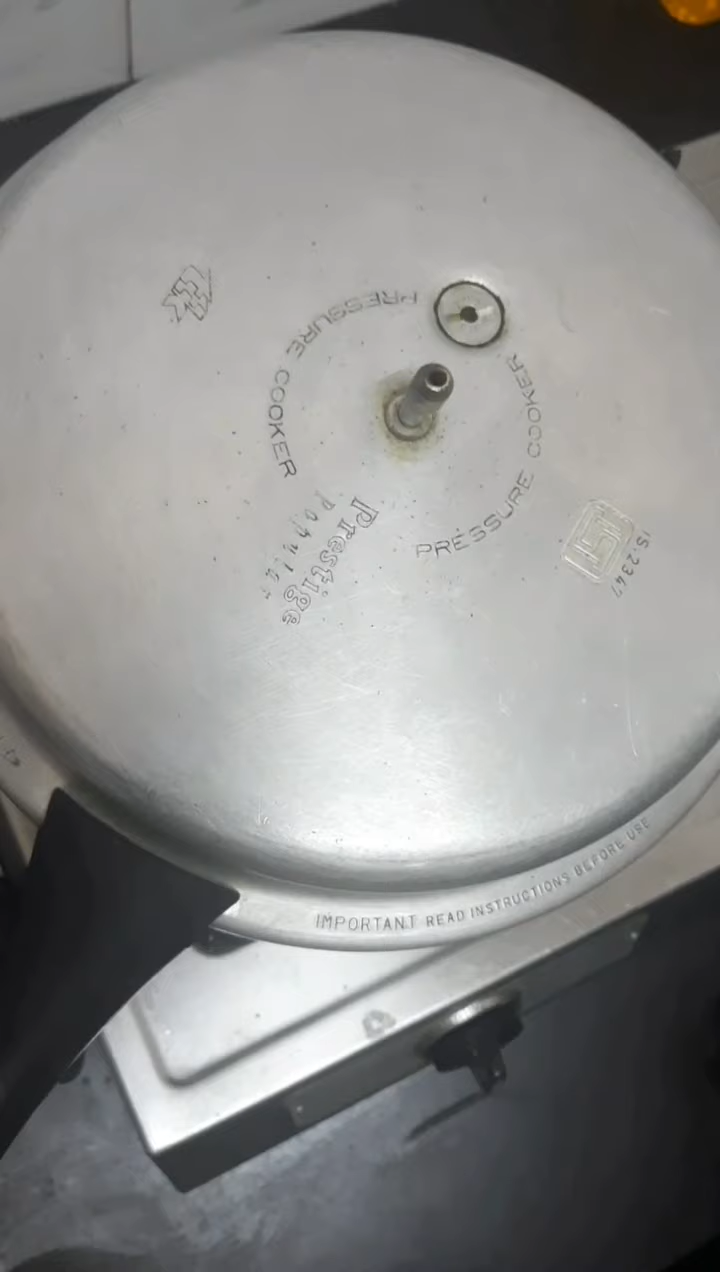 PRESSURE COOKER
PRESSURE COOKER
Prestige
Popular
IS:2347
IMPORTANT READ INSTRUCTIONS BEFORE USE